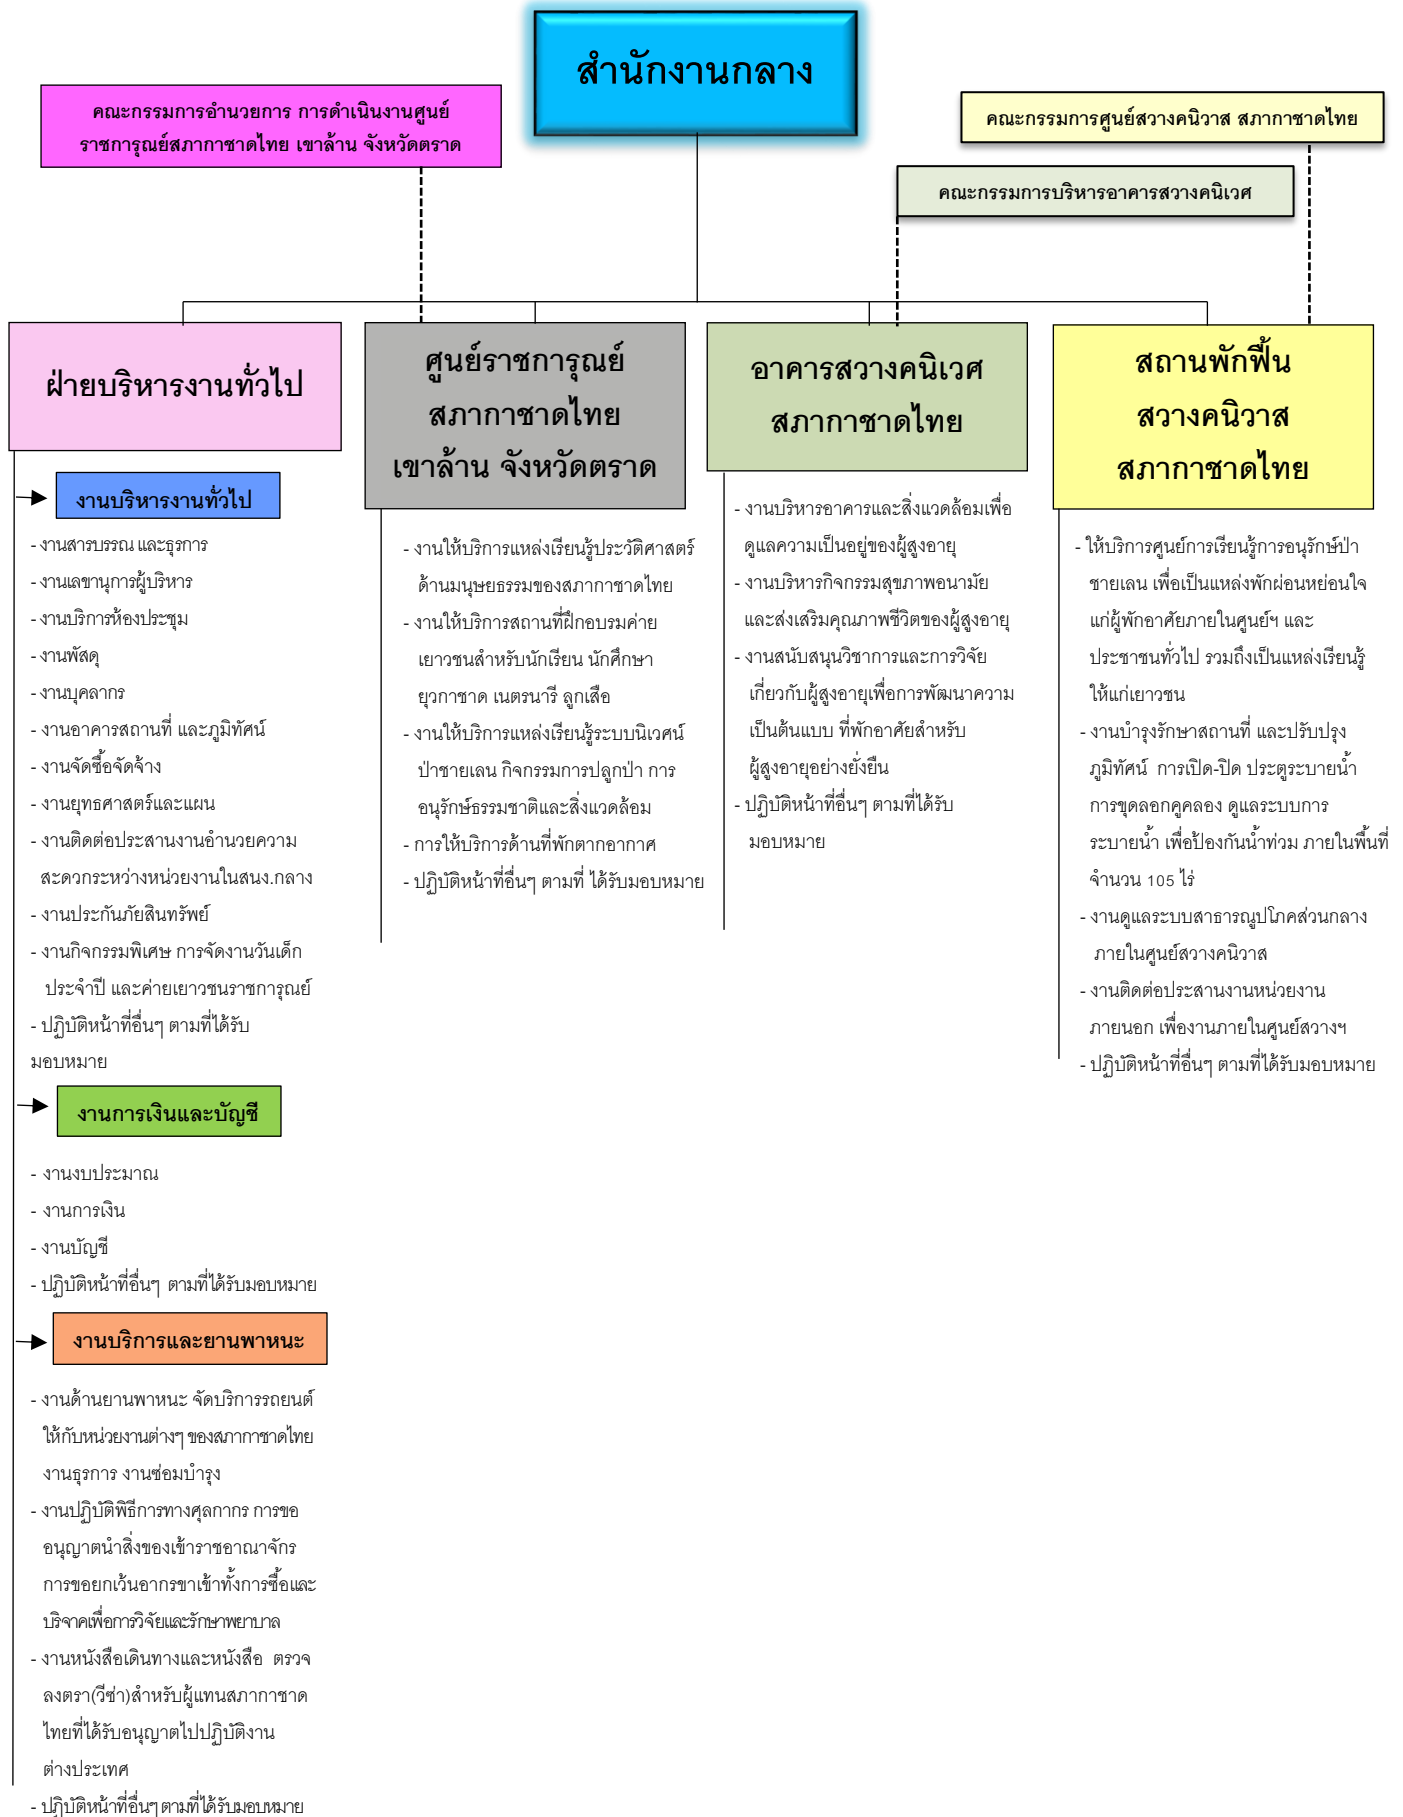 สำนักงานกลาง
คณะกรรมการอำนวยการ การดำเนินงานศูนย์
ราชการุณย์สภากาชาดไทย เขาล้าน จังหวัดตราด
คณะกรรมการศูนย์สวางคนิวาส สภากาชาดไทย
คณะกรรมการบริหารอาคารสวางคนิเวศ
ฝ่ายบริหารงานทั่วไป
งานบริหารงานทั่วไป
- งานสารบรรณ และธุรการ
- งานเลขานุการผู้บริหาร
- งานบริการห้องประชุม
- งานพัสดุ
- งานบุคลากร
- งานอาคารสถานที่ และภูมิทัศน์
- งานจัดซื้อจัดจ้าง
- งานยุทธศาสตร์และแผน
- งานติดต่อประสานงานอำนวยความ
สะดวกระหว่างหน่วยงานในสนง.กลาง
- งานประกันภัยสินทรัพย์
- งานกิจกรรมพิเศษ การจัดงานวันเด็ก
ประจำปี และค่ายเยาวชนราชการุณย์
- ปฏิบัติหน้าที่อื่นๆ ตามที่ได้รับ
มอบหมาย
งานการเงินและบัญชี
- งานงบประมาณ
- งานการเงิน
- งานบัญชี
- ปฏิบัติหน้าที่อื่นๆ ตามที่ได้รับมอบหมาย
งานบริการและยานพาหนะ
- งานด้านยานพาหนะ จัดบริการรถยนต์
ให้กับหน่วยงานต่างๆ ของสภากาชาดไทย
งานธุรการ งานซ่อมบำรุง
- งานปฏิบัติพิธีการทางศุลกากร การขอ
อนุญาตนำสิ่งของเข้าราชอาณาจักร
การขอยกเว้นอากรขาเข้าทั้งการซื้อและ
บริจาคเพื่อการวิจัยและรักษาพยาบาล
- งานหนังสือเดินทางและหนังสือ ตรวจ
ลงตรา(วีซ่า)สำหรับผู้แทนสภากาชาด
ไทยที่ได้รับอนุญาตไปปฏิบัติงาน
ต่างประเทศ
- ปฏิบัติหน้าที่อื่นๆ ตามที่ได้รับมอบหมาย
ศูนย์ราชการุณย์
สภากาชาดไทย
เขาล้าน จังหวัดตราด
- งานให้บริการแหล่งเรียนรู้ประวัติศาสตร์
ด้านมนุษยธรรมของสภากาชาดไทย
- งานให้บริการสถานที่ฝึกอบรมค่าย
เยาวชนสำหรับนักเรียน นักศึกษา
ยุวกาชาด เนตรนารี ลูกเสือ
- งานให้บริการแหล่งเรียนรู้ระบบนิเวศน์
ป่าชายเลน กิจกรรมการปลูกป่า การ
อนุรักษ์ธรรมชาติและสิ่งแวดล้อม
- การให้บริการด้านที่พักตากอากาศ
- ปฏิบัติหน้าที่อื่นๆ ตามที่ ได้รับมอบหมาย
อาคารสวางคนิเวศ
สภากาชาดไทย
- งานบริหารอาคารและสิ่งแวดล้อมเพื่อ
ดูแลความเป็นอยู่ของผู้สูงอายุ
- งานบริหารกิจกรรมสุขภาพอนามัย
และส่งเสริมคุณภาพชีวิตของผู้สูงอายุ
- งานสนับสนุนวิชาการและการวิจัย
เกี่ยวกับผู้สูงอายุเพื่อการพัฒนาความ
เป็นต้นแบบ ที่พักอาศัยสำหรับ
ผู้สูงอายุอย่างยั่งยืน
- ปฏิบัติหน้าที่อื่นๆ ตามที่ได้รับ
มอบหมาย
สถานพักฟื้น
สวางคนิวาส
สภากาชาดไทย
- ให้บริการศูนย์การเรียนรู้การอนุรักษ์ป่า
ชายเลน เพื่อเป็นแหล่งพักผ่อนหย่อนใจ
แก่ผู้พักอาศัยภายในศูนย์ฯ และ
ประชาชนทั่วไป รวมถึงเป็นแหล่งเรียนรู้
ให้แก่เยาวชน
- งานบำรุงรักษาสถานที่ และปรับปรุง
ภูมิทัศน์ การเปิด-ปิด ประตูระบายน้ำ
การขุดลอกคูคลอง ดูแลระบบการ
ระบายน้ำ เพื่อป้องกันน้ำท่วม ภายในพื้นที่
จำนวน 105 ไร่
- งานดูแลระบบสาธารณูปโภคส่วนกลาง
ภายในศูนย์สวางคนิวาส
- งานติดต่อประสานงานหน่วยงาน
ภายนอก เพื่องานภายในศูนย์สวางฯ
- ปฏิบัติหน้าที่อื่นๆ ตามที่ได้รับมอบหมาย